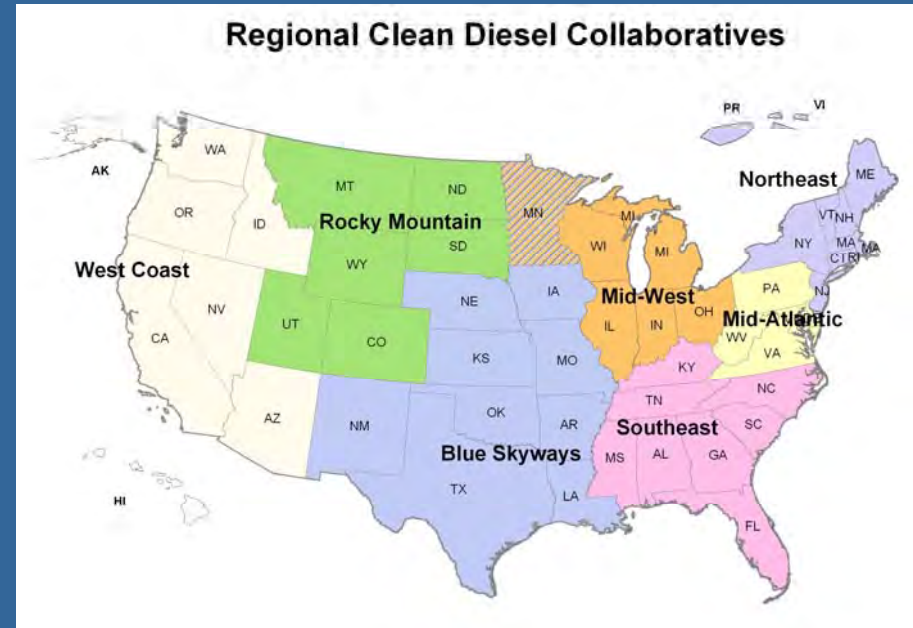 Regional Clean Diesel Collaboratives
PR VI
AK
WA
MT
ND
MN
ME
Northeast
OR
ID
Rocky Mountain
SD
WI
MI
MI
VT
NH
NY
MA
MA
CT
RI
West Coast
WY
NV
NE
IA
Mid-West
PA
NJ
CA
UT
CO
IL
IN
OH
Mid-Atlantic
WV
VA
KS
MO
KY
AZ
NM
OK
AR
TN
NC
Southeast
SC
Blue Skyways
MS
AL
GA
TX
LA
HI
FL